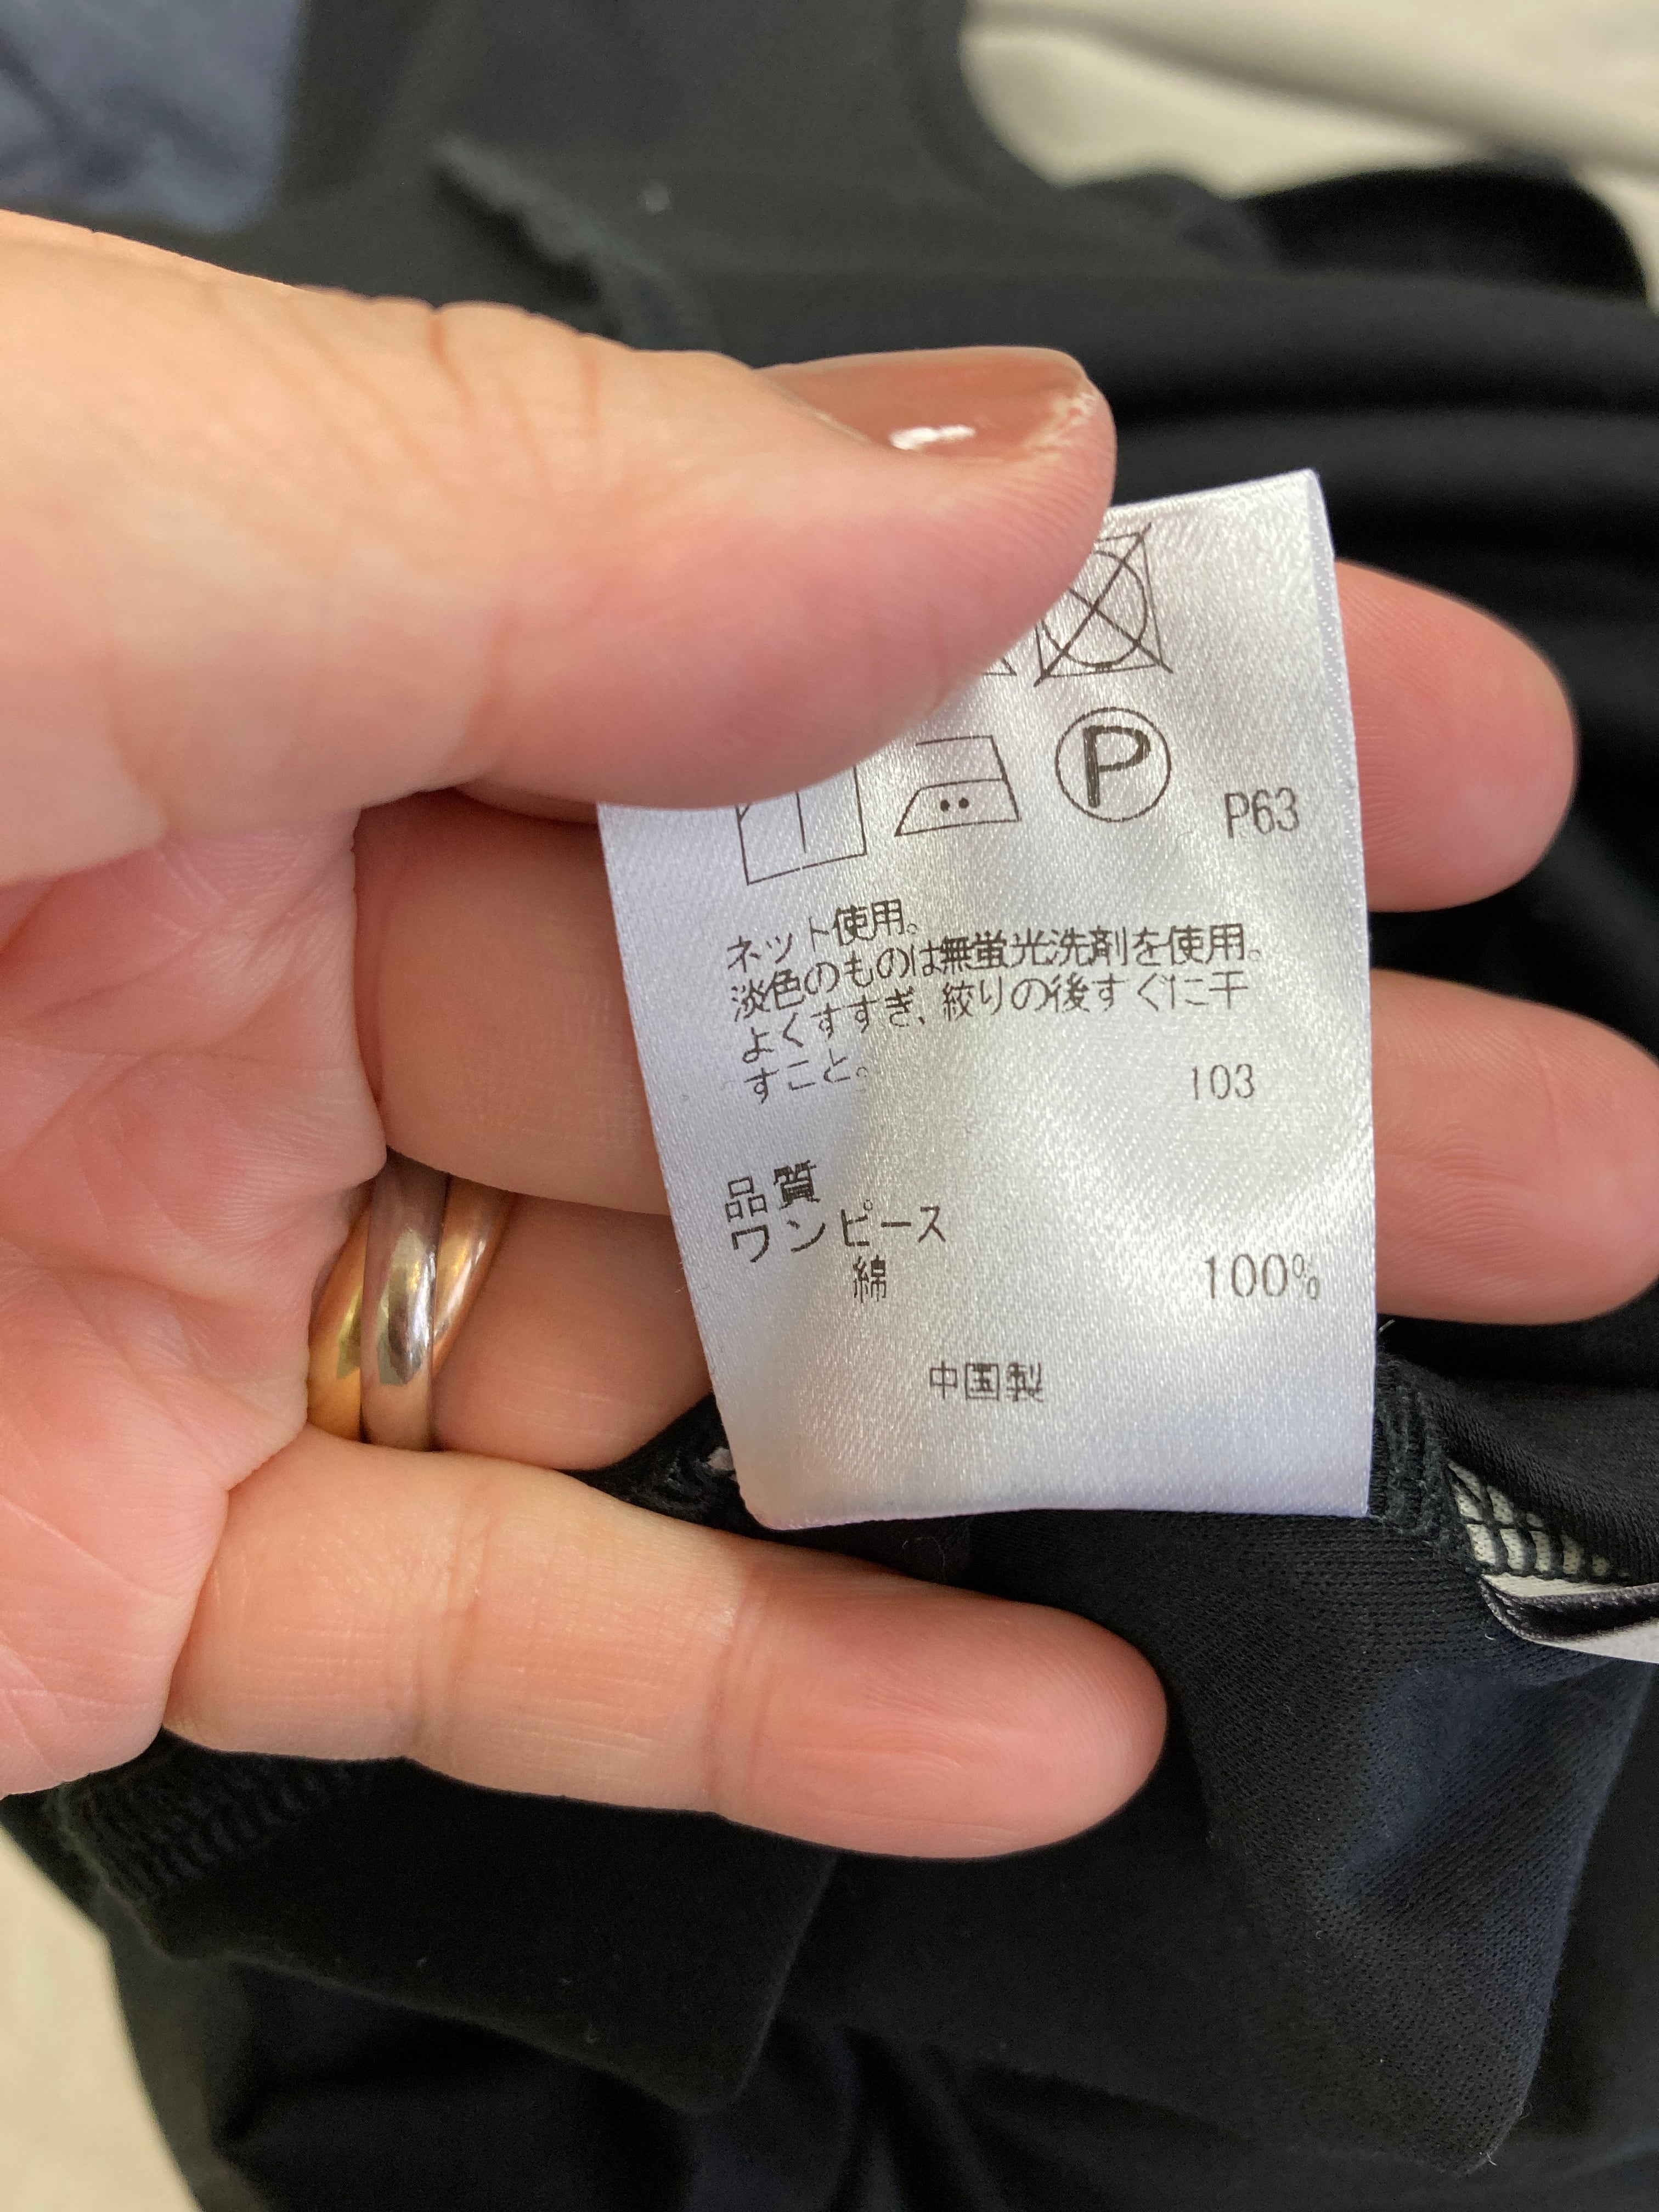 P
P63
ネット使用。
淡色のものは無蛍光洗剤を使用。
よくすすぎ、絞りの後すぐに干
すこと。
103
品質
ワンピース
綿 100%
中国製